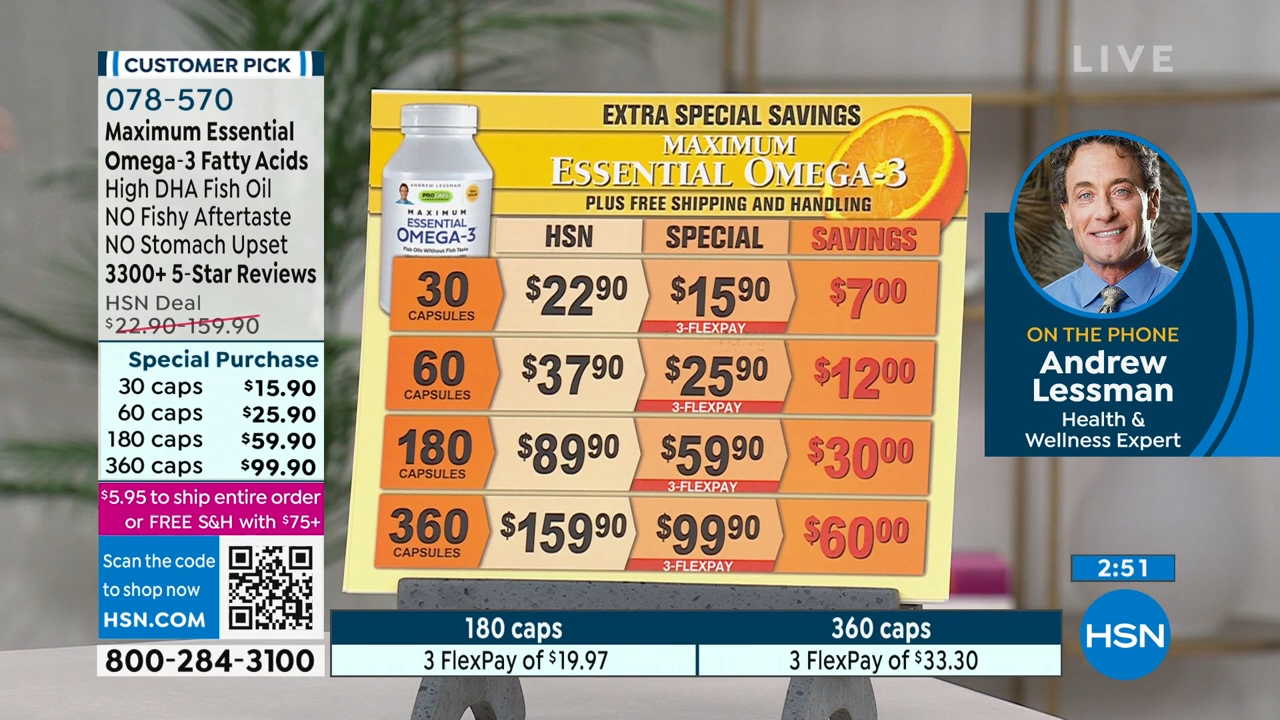 CUSTOMER PICK
078-570
Maximum Essential
Omega-3 Fatty Acids
High DHA Fish Oil
NO Fishy Aftertaste
NO Stomach Upset
3300+ 5-Star Reviews
HSN Deal
$22.90-159.90
Special Purchase
30 caps $15.90
60 caps $25.90
180 caps $59.90
360 caps $99.90
$5.95 to ship entire order
or FREE S&H with $75+
Scan the code
to shop now
HSN.COM
800-284-3100
EXTRA SPECIAL SAVINGS
MAXIMUM
ESSENTIAL OMEGA-3
PLUS FREE SHIPPING AND HANDLING
ANDREW LESSMAN
MAXIMUM
ESSENTIAL
OMEGA-3
Fish Oils Without Fish Taste
HSN SPECIAL SAVINGS
30 CAPSULES $22.90 $15.90 $7.00
3-FLEXPAY
60 CAPSULES $37.90 $25.90 $12.00
3-FLEXPAY
180 CAPSULES $89.90 $59.90 $30.00
3-FLEXPAY
360 CAPSULES $159.90 $99.90 $60.00
3-FLEXPAY
180 caps 360 caps
3 FlexPay of $19.97 3 FlexPay of $33.30
LIVE
ON THE PHONE
Andrew
Lessman
Health &
Wellness Expert
2:51
HSN